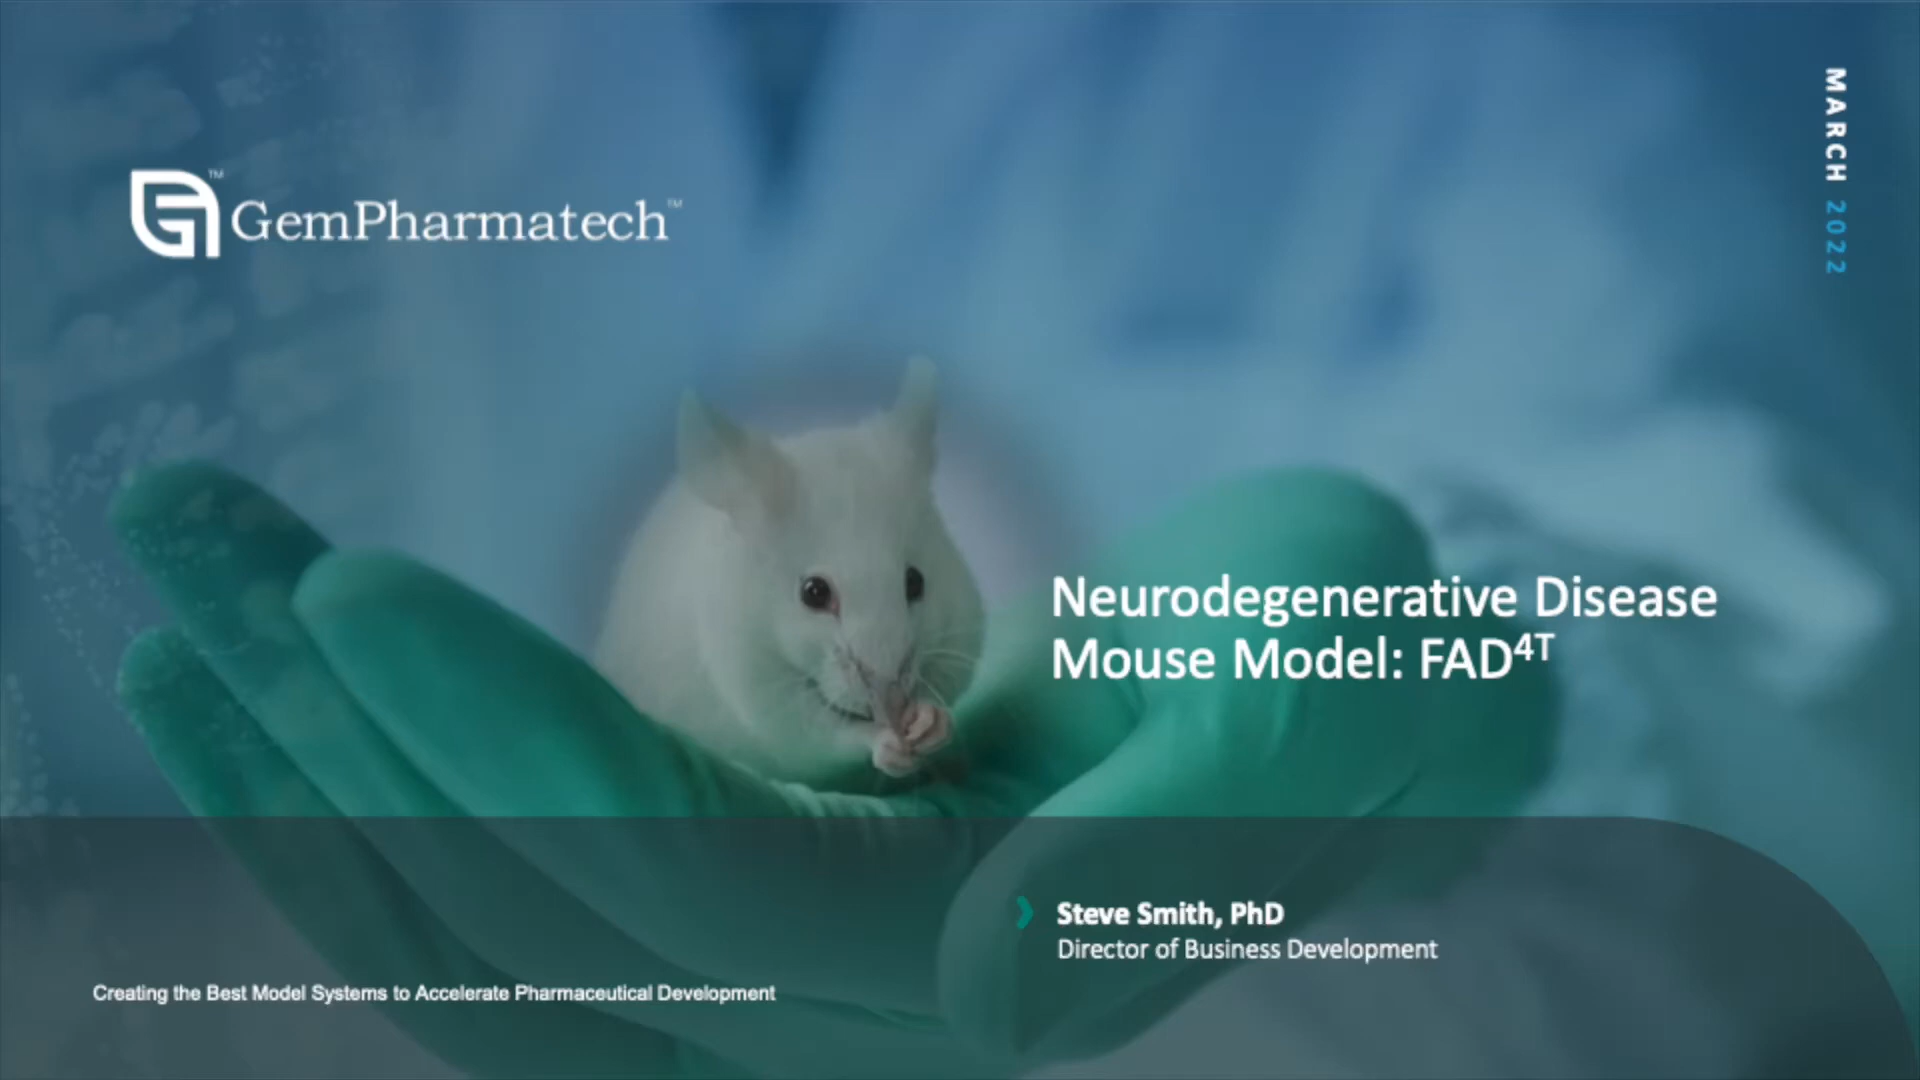 MARCH 2022
GemPharmatech™
Neurodegenerative Disease
Mouse Model: FAD⁴ᵀ
Steve Smith, PhD
Director of Business Development
Creating the Best Model Systems to Accelerate Pharmaceutical Development